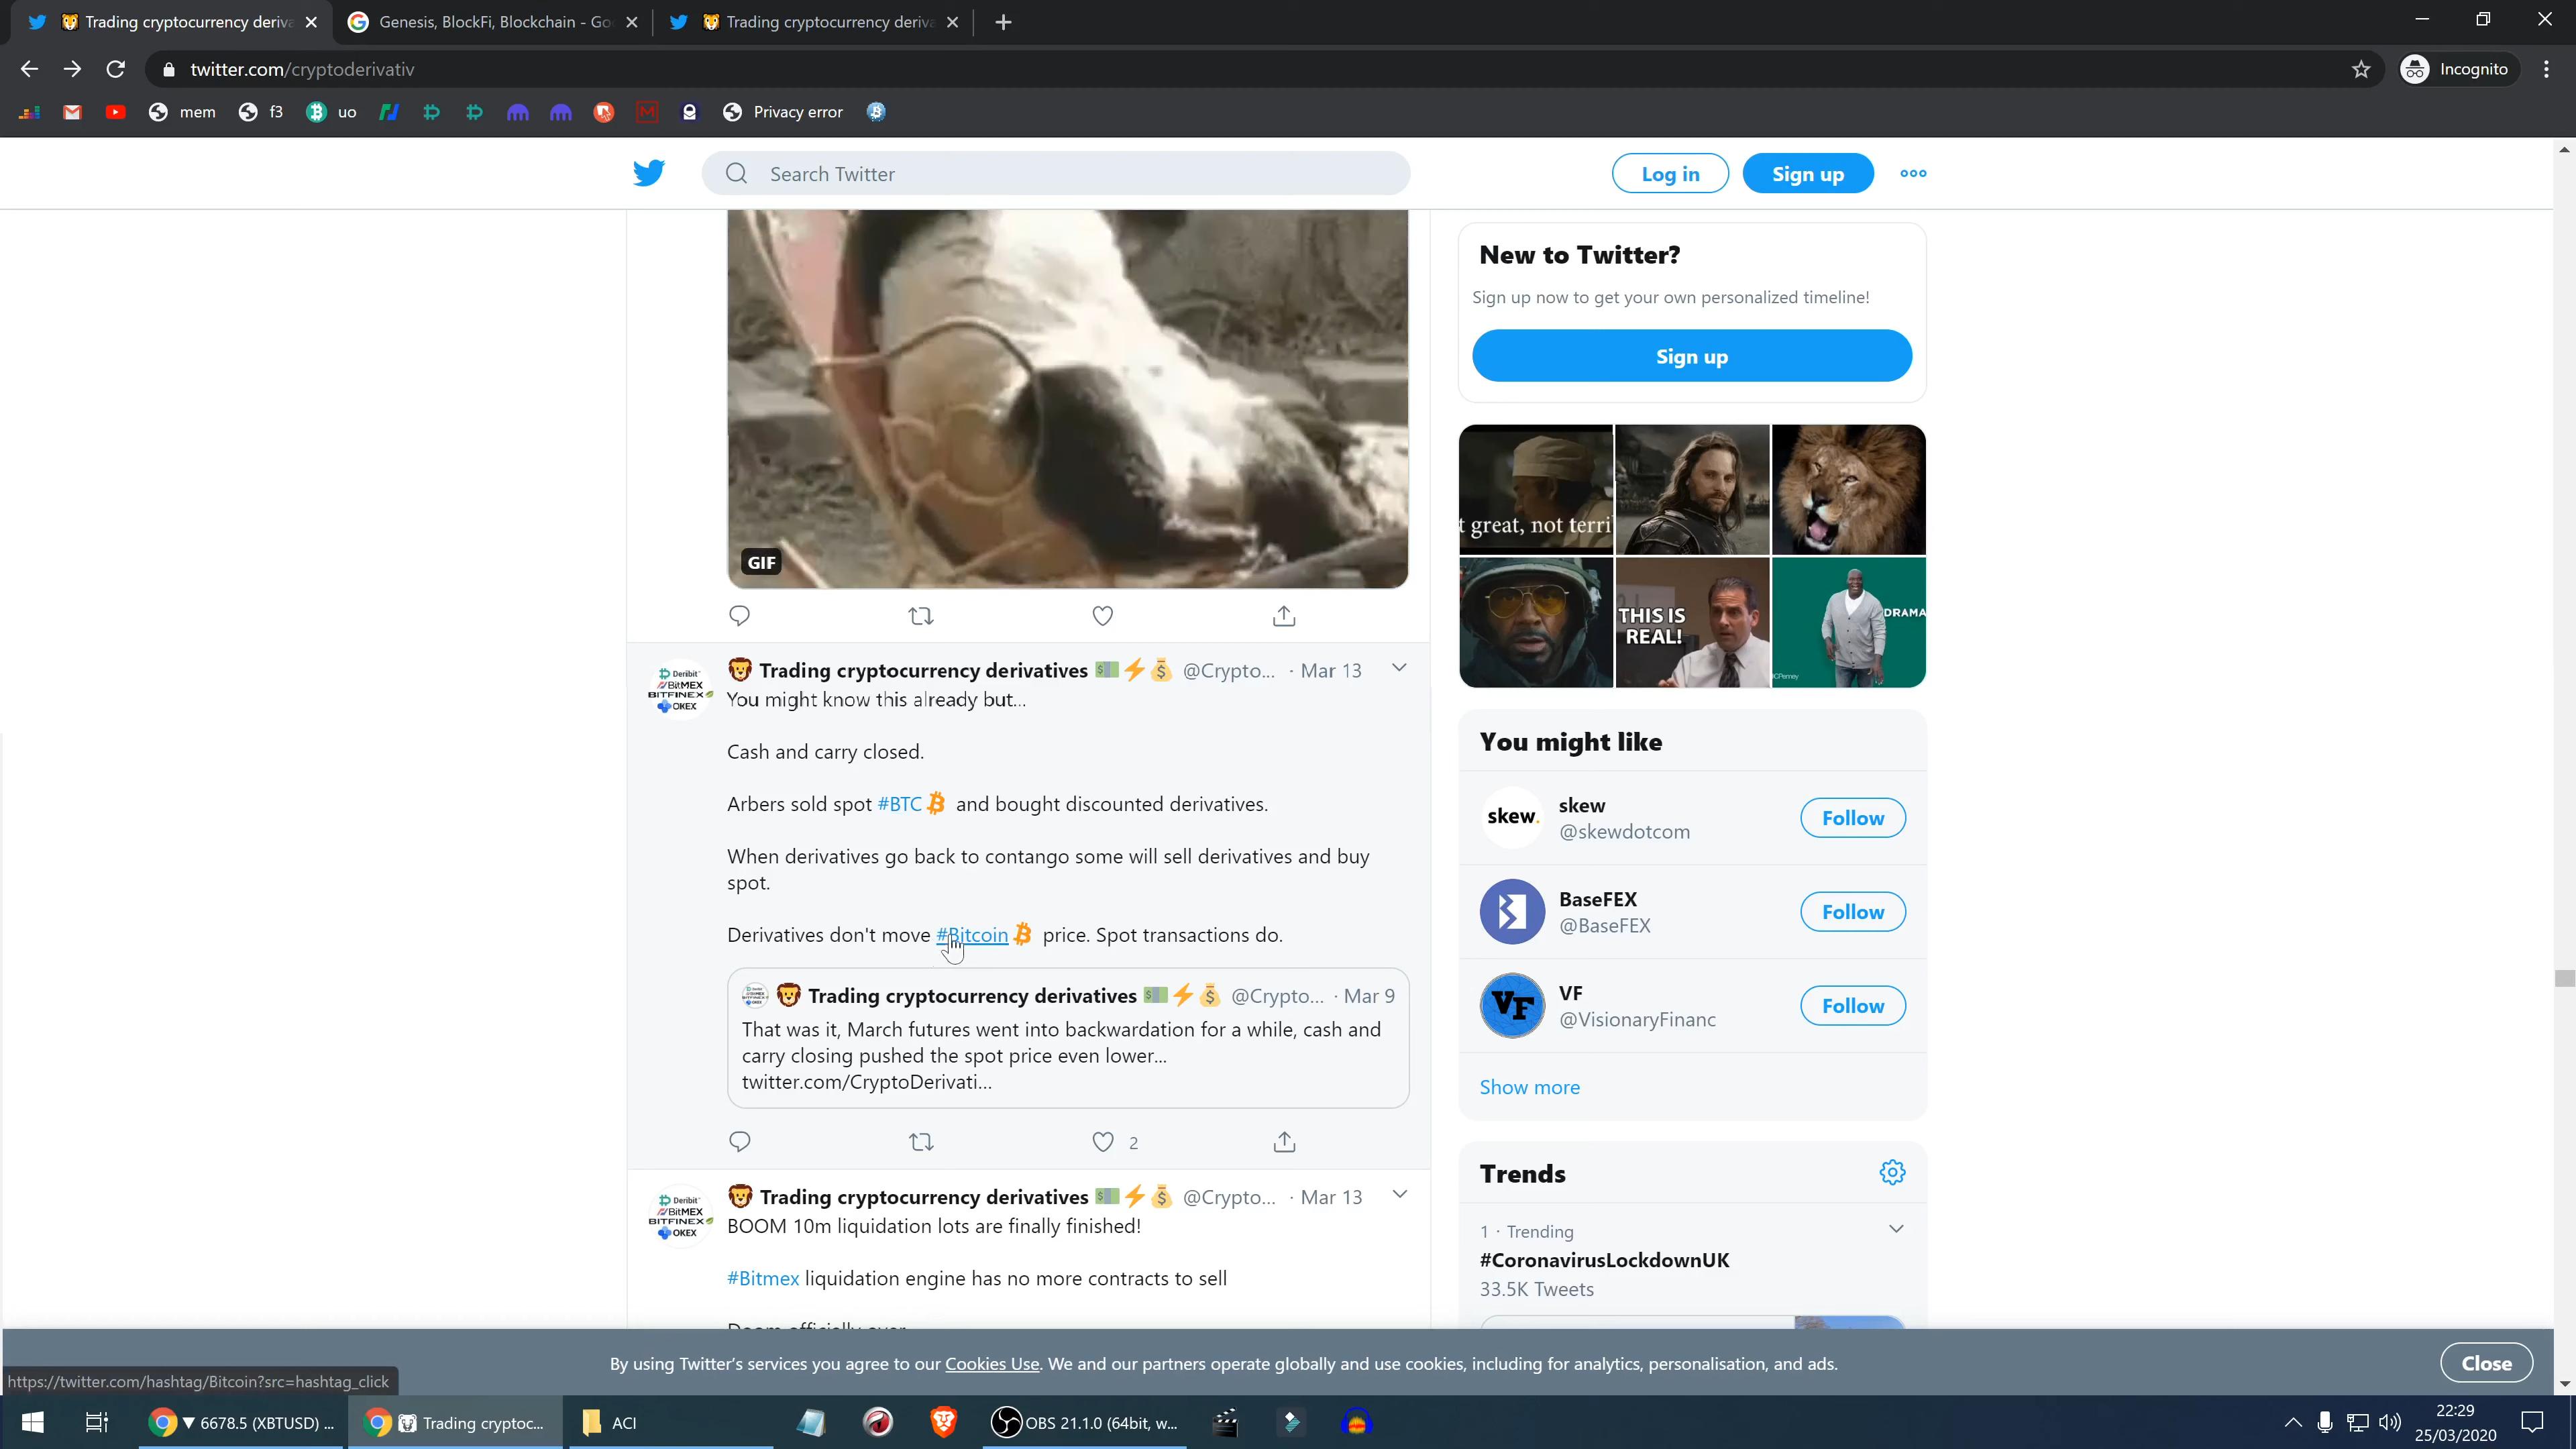 Trading cryptocurrency deriva
Genesis, BlockFi, Blockchain - Go
Trading cryptocurrency deriva
twitter.com/cryptoderivativ
Incognito
mem
f3
uo
Privacy error
Search Twitter
Log in
Sign up
New to Twitter?
Sign up now to get your own personalized timeline!
Sign up
GIF
t great, not terri
THIS IS
REAL!
DRAMA
JCPenney
Trading cryptocurrency derivatives @Crypto... · Mar 13
Deribit
BitMEX
BITFINEX
OKEX
You might know this already but...
Cash and carry closed.
Arbers sold spot #BTC and bought discounted derivatives.
When derivatives go back to contango some will sell derivatives and buy
spot.
Derivatives don't move #Bitcoin price. Spot transactions do.
Trading cryptocurrency derivatives @Crypto... · Mar 9
That was it, March futures went into backwardation for a while, cash and
carry closing pushed the spot price even lower...
twitter.com/CryptoDerivati...
2
Trading cryptocurrency derivatives @Crypto... · Mar 13
Deribit
BitMEX
BITFINEX
OKEX
BOOM 10m liquidation lots are finally finished!
#Bitmex liquidation engine has no more contracts to sell
Doom officially over
You might like
skew.
skew
@skewdotcom
Follow
BaseFEX
@BaseFEX
Follow
VF
VF
@VisionaryFinanc
Follow
Show more
Trends
1 · Trending
#CoronavirusLockdownUK
33.5K Tweets
By using Twitter's services you agree to our Cookies Use. We and our partners operate globally and use cookies, including for analytics, personalisation, and ads.
Close
https://twitter.com/hashtag/Bitcoin?src=hashtag_click
▼ 6678.5 (XBTUSD) ...
Trading cryptoc...
ACI
OBS 21.1.0 (64bit, w...
22:29
25/03/2020